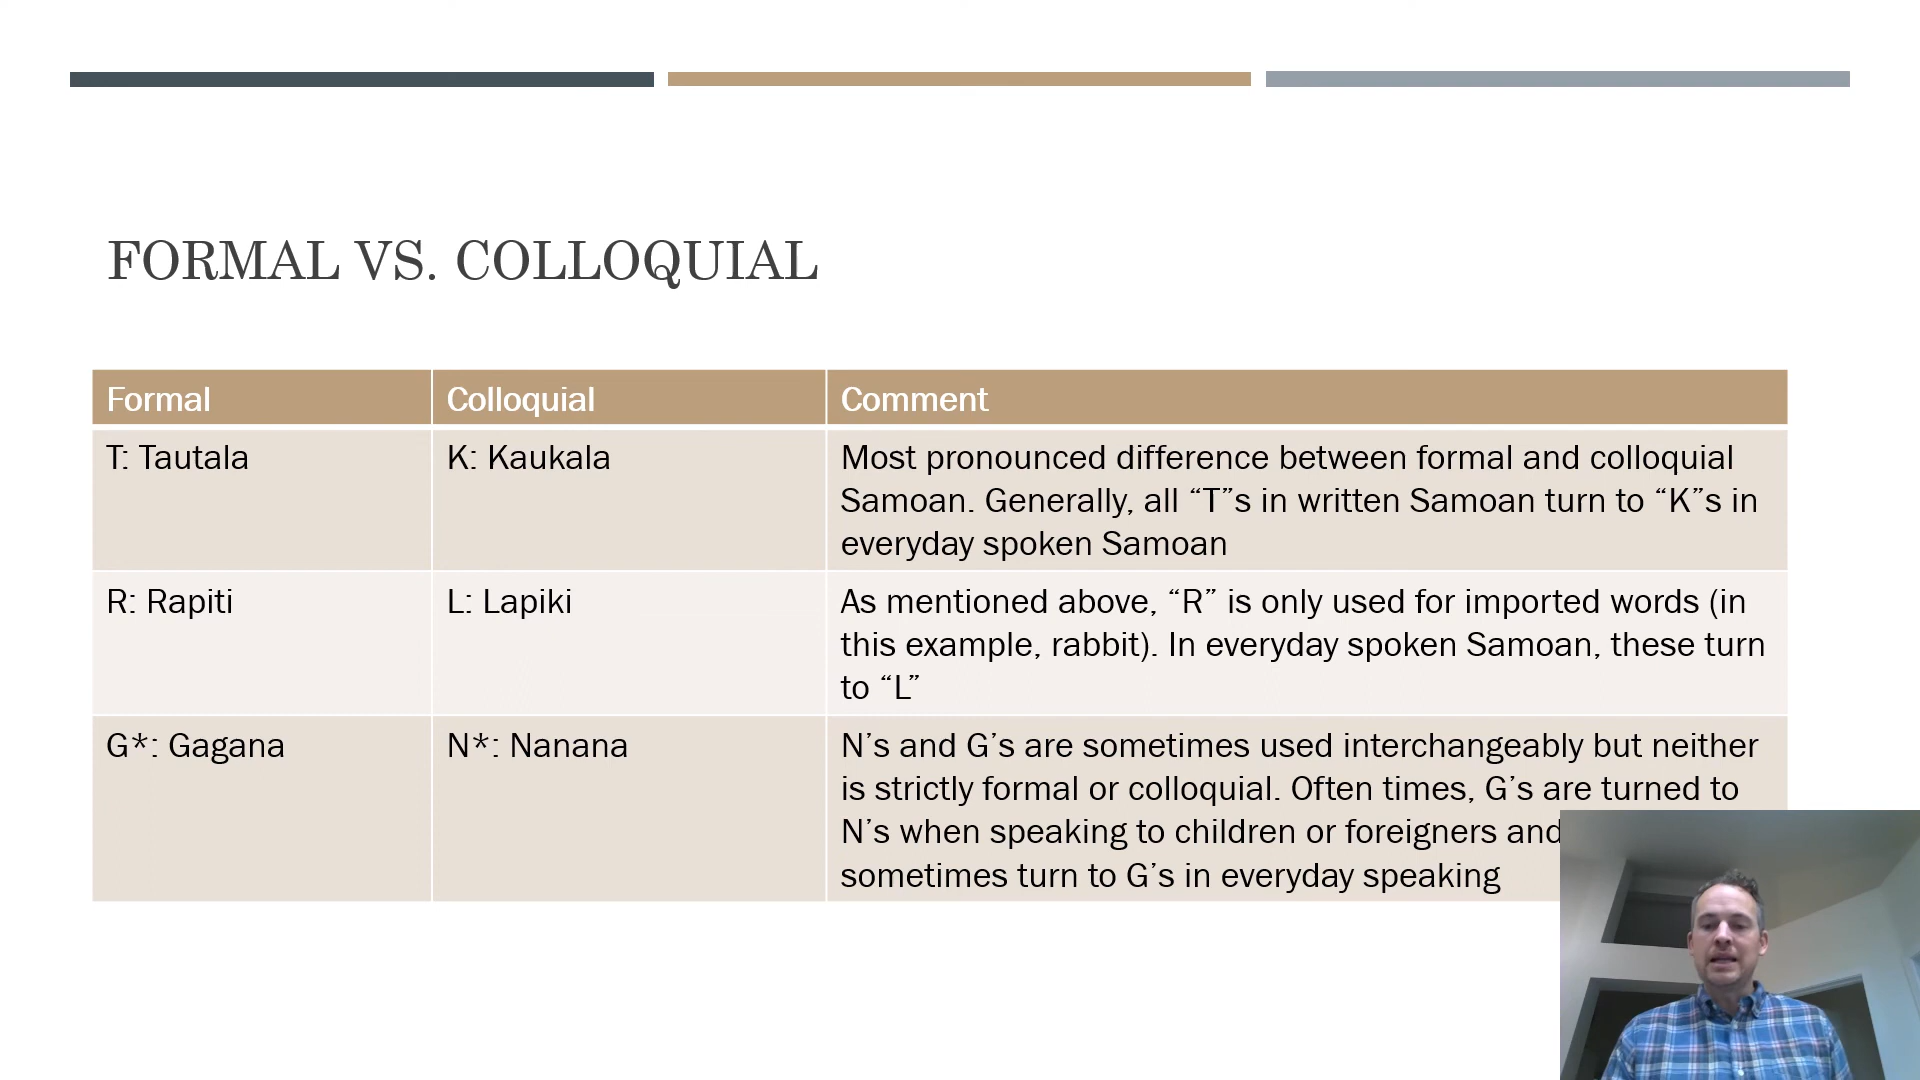 FORMAL VS. COLLOQUIAL
Formal
Colloquial
Comment
T: Tautala
K: Kaukala
Most pronounced difference between formal and colloquial
Samoan. Generally, all “T”s in written Samoan turn to “K”s in
everyday spoken Samoan
R: Rapiti
L: Lapiki
As mentioned above, “R” is only used for imported words (in
this example, rabbit). In everyday spoken Samoan, these turn
to “L”
G*: Gagana
N*: Nanana
N’s and G’s are sometimes used interchangeably but neither
is strictly formal or colloquial. Often times, G’s are turned to
N’s when speaking to children or foreigners and
sometimes turn to G’s in everyday speaking